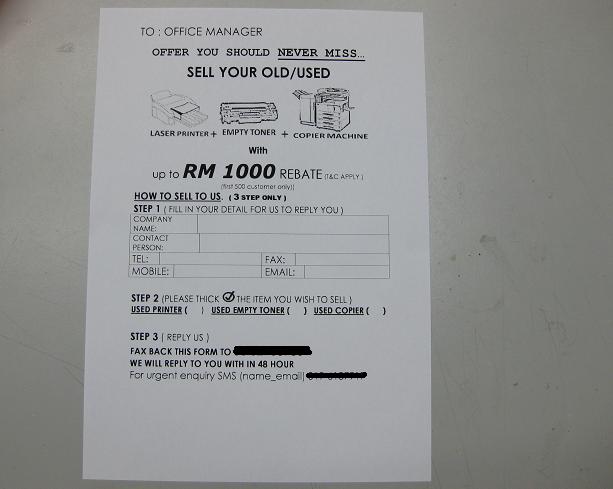 TO : OFFICE MANAGER
OFFER YOU SHOULD NEVER MISS...
SELL YOUR OLD/USED
LASER PRINTER + EMPTY TONER + COPIER MACHINE
With
up to RM 1000 REBATE (T&C APPLY)
(first 500 customer only))
HOW TO SELL TO US. ( 3 STEP ONLY )
STEP 1 ( FILL IN YOUR DETAIL FOR US TO REPLY YOU )
COMPANY
NAME:
CONTACT
PERSON:
TEL: FAX:
MOBILE: EMAIL:
STEP 2 (PLEASE THICK THE ITEM YOU WISH TO SELL )
USED PRINTER ( ) USED EMPTY TONER ( ) USED COPIER ( )
STEP 3 ( REPLY US )
FAX BACK THIS FORM TO
WE WILL REPLY TO YOU WITH IN 48 HOUR
For urgent enquiry SMS (name_email)